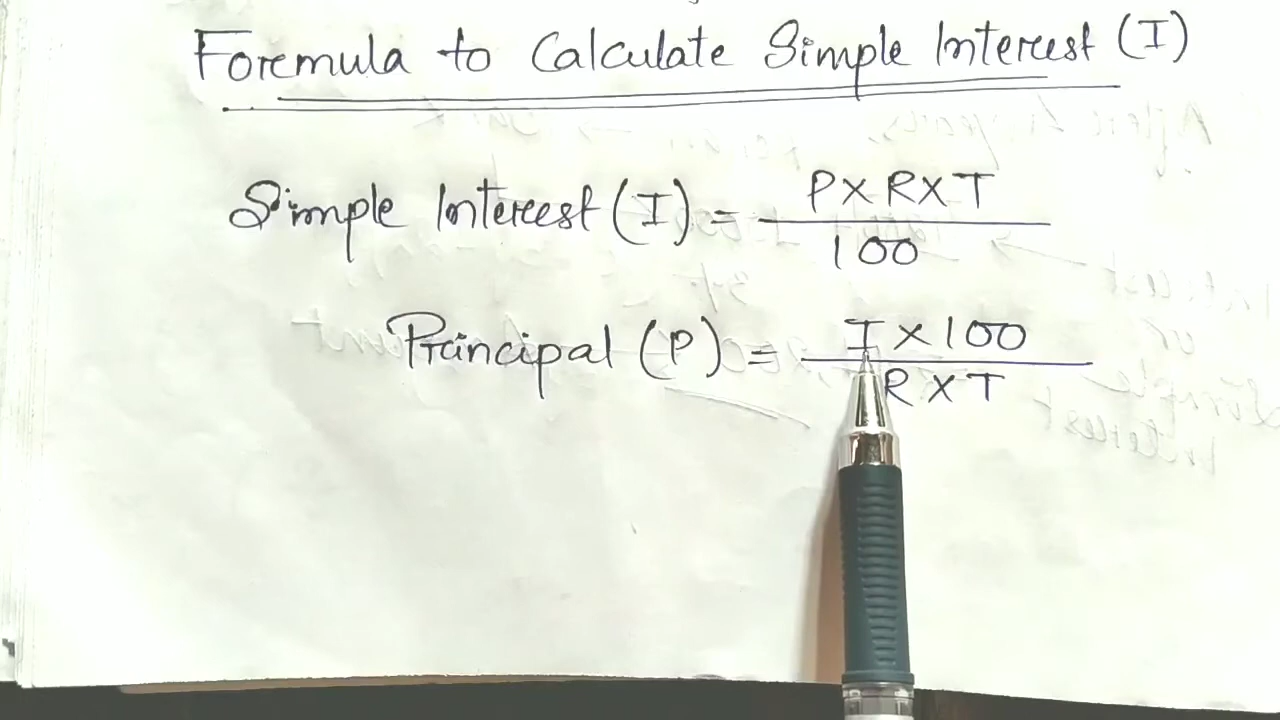 Formula to Calculate Simple Interest (I)
Simple Interest (I) = P X R X T / 100
Principal (P) = I X 100 / R X T